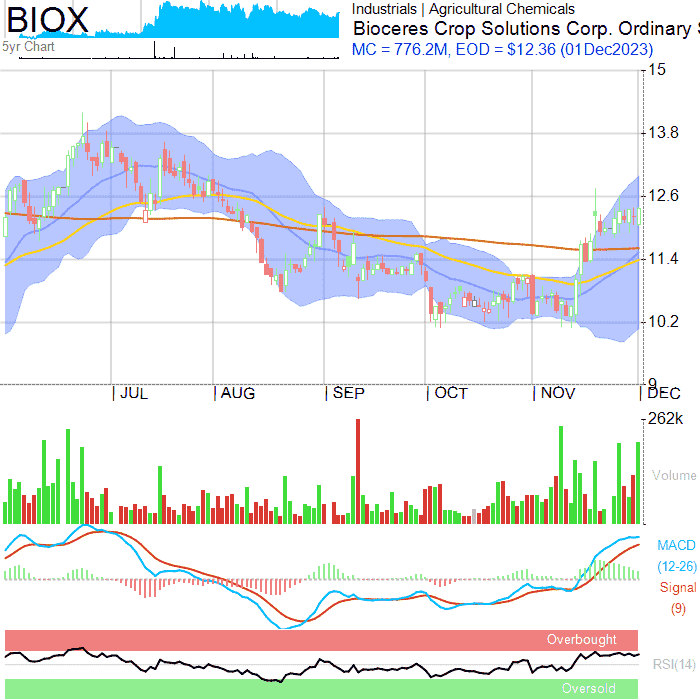 BIOX
Industrials | Agricultural Chemicals
Bioceres Crop Solutions Corp. Ordinary S
5yr Chart
MC = 776.2M, EOD = $12.36 (01Dec2023)
15
13.8
12.6
11.4
10.2
9
JUL AUG SEP OCT NOV DEC
262k
Volume
MACD
(12-26)
Signal
(9)
Overbought
RSI(14)
Oversold